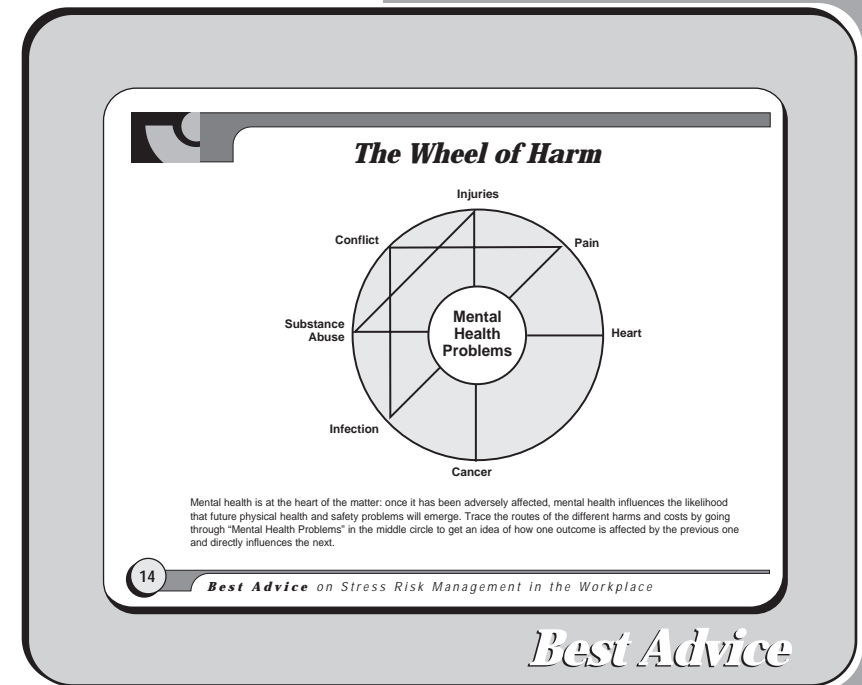 The Wheel of Harm
Injuries
Conflict
Pain
Substance
Abuse
Mental
Health
Problems
Heart
Infection
Cancer
Mental health is at the heart of the matter: once it has been adversely affected, mental health influences the likelihood
that future physical health and safety problems will emerge. Trace the routes of the different harms and costs by going
through “Mental Health Problems” in the middle circle to get an idea of how one outcome is affected by the previous one
and directly influences the next.
14
Best Advice on Stress Risk Management in the Workplace
Best Advice